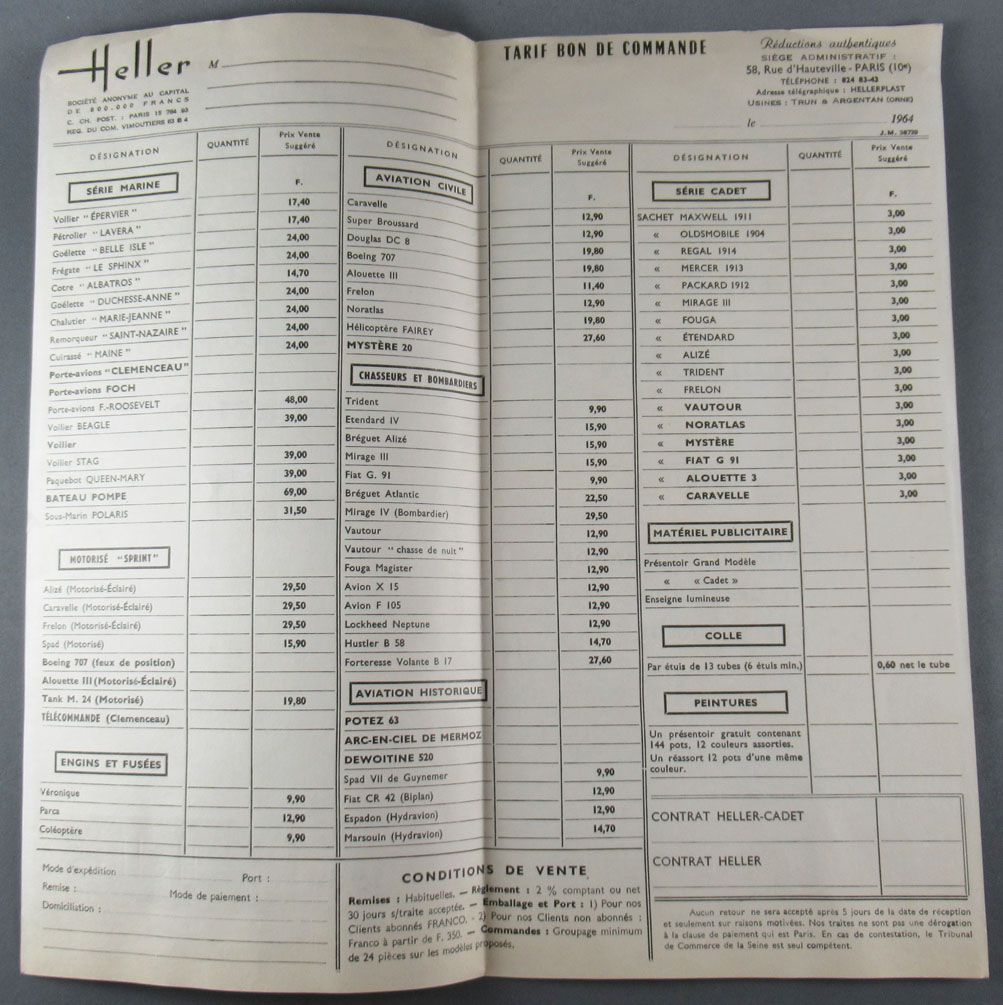 Heller
SOCIÉTÉ ANONYME AU CAPITAL
DE 800.000 FRANCS
C. CH. POST. : PARIS 15 764 93
REG. DU COM. VIMOUTIERS 63 B 4
M
TARIF BON DE COMMANDE
Réductions authentiques
SIÈGE ADMINISTRATIF :
58, Rue d'Hauteville - PARIS (10e)
TÉLÉPHONE : 824 83-43
Adresse télégraphique : HELLERPLAST
USINES : TRUN & ARGENTAN (ORNE)
le 1964
J.M. 38739
DÉSIGNATION QUANTITÉ Prix Vente Suggéré
SÉRIE MARINE F.
Voilier "ÉPERVIER" 17,40
Pétrolier "LAVERA" 17,40
Goélette "BELLE ISLE" 24,00
Frégate "LE SPHINX" 24,00
Cotre "ALBATROS" 14,70
Goélette "DUCHESSE-ANNE" 24,00
Chalutier "MARIE-JEANNE" 24,00
Remorqueur "SAINT-NAZAIRE" 24,00
Cuirassé "MAINE" 24,00
Porte-avions "CLEMENCEAU"
Porte-avions FOCH
Porte-avions F.-ROOSEVELT 48,00
Voilier BEAGLE 39,00
Voilier
Voilier STAG 39,00
Paquebot QUEEN-MARY 39,00
BATEAU POMPE 69,00
Sous-Marin POLARIS 31,50
MOTORISÉ "SPRINT"
Alizé (Motorisé-Éclairé) 29,50
Caravelle (Motorisé-Éclairé) 29,50
Frelon (Motorisé-Éclairé) 29,50
Spad (Motorisé) 15,90
Boeing 707 (feux de position)
Alouette III (Motorisé-Éclairé)
Tank M. 24 (Motorisé) 19,80
TÉLÉCOMMANDE (Clemenceau)
ENGINS ET FUSÉES
Véronique 9,90
Parca 12,90
Coléoptère 9,90
Mode d'expédition Port :
Remise : Mode de paiement :
Domiciliation :
DÉSIGNATION QUANTITÉ Prix Vente Suggéré
AVIATION CIVILE F.
Caravelle 12,90
Super Broussard 12,90
Douglas DC 8 19,80
Boeing 707 19,80
Alouette III 11,40
Frelon 12,90
Noratlas 19,80
Hélicoptère FAIREY 27,60
MYSTÈRE 20
CHASSEURS ET BOMBARDIERS
Trident 9,90
Etendard IV 15,90
Bréguet Alizé 15,90
Mirage III 15,90
Fiat G. 91 9,90
Bréguet Atlantic 22,50
Mirage IV (Bombardier) 29,50
Vautour 12,90
Vautour "chasse de nuit" 12,90
Fouga Magister 12,90
Avion X 15 12,90
Avion F 105 12,90
Lockheed Neptune 12,90
Hustler B 58 14,70
Forteresse Volante B 17 27,60
AVIATION HISTORIQUE
POTEZ 63
ARC-EN-CIEL DE MERMOZ
DEWOITINE 520
Spad VII de Guynemer 9,90
Fiat CR 42 (Biplan) 12,90
Espadon (Hydravion) 12,90
Marsouin (Hydravion) 14,70
CONDITIONS DE VENTE
Remises : Habituelles. — Règlement : 2 % comptant ou net
30 jours s/traite acceptée. — Emballage et Port : 1) Pour nos
Clients abonnés FRANCO. - 2) Pour nos Clients non abonnés :
Franco à partir de F. 350. — Commandes : Groupage minimum
de 24 pièces sur les modèles proposés.
DÉSIGNATION QUANTITÉ Prix Vente Suggéré
SÉRIE CADET F.
SACHET MAXWELL 1911 3,00
« OLDSMOBILE 1904 3,00
« REGAL 1914 3,00
« MERCER 1913 3,00
« PACKARD 1912 3,00
« MIRAGE III 3,00
« FOUGA 3,00
« ÉTENDARD 3,00
« ALIZÉ 3,00
« TRIDENT 3,00
« FRELON 3,00
« VAUTOUR 3,00
« NORATLAS 3,00
« MYSTÈRE 3,00
« FIAT G 91 3,00
« ALOUETTE 3 3,00
« CARAVELLE 3,00
MATÉRIEL PUBLICITAIRE
Présentoir Grand Modèle
« « Cadet »
Enseigne lumineuse
COLLE
Par étuis de 13 tubes (6 étuis min.) 0,60 net le tube
PEINTURES
Un présentoir gratuit contenant
144 pots, 12 couleurs assorties.
Un réassort 12 pots d'une même
couleur.
CONTRAT HELLER-CADET
CONTRAT HELLER
Aucun retour ne sera accepté après 5 jours de la date de réception
et seulement sur raisons motivées. Nos traites ne sont pas une dérogation
à la clause de paiement qui est Paris. En cas de contestation, le Tribunal
de Commerce de la Seine est seul compétent.